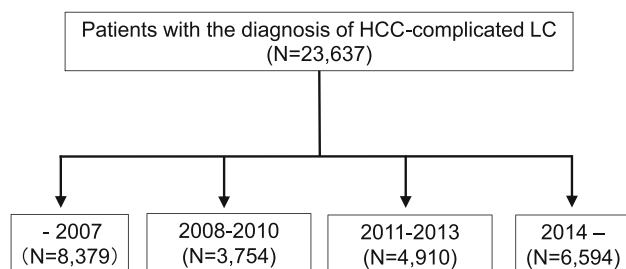 Patients with the diagnosis of HCC-complicated LC
(N=23,637)
- 2007
(N=8,379)
2008-2010
(N=3,754)
2011-2013
(N=4,910)
2014 –
(N=6,594)